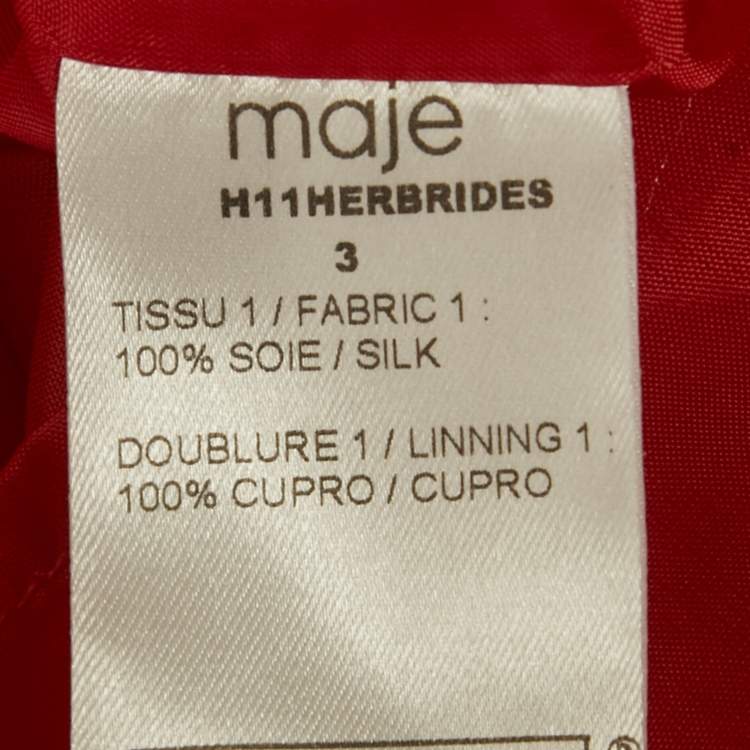 maje
H11HERBRIDES
3
TISSU 1 / FABRIC 1 :
100% SOIE / SILK
DOUBLURE 1 / LINNING 1 :
100% CUPRO / CUPRO